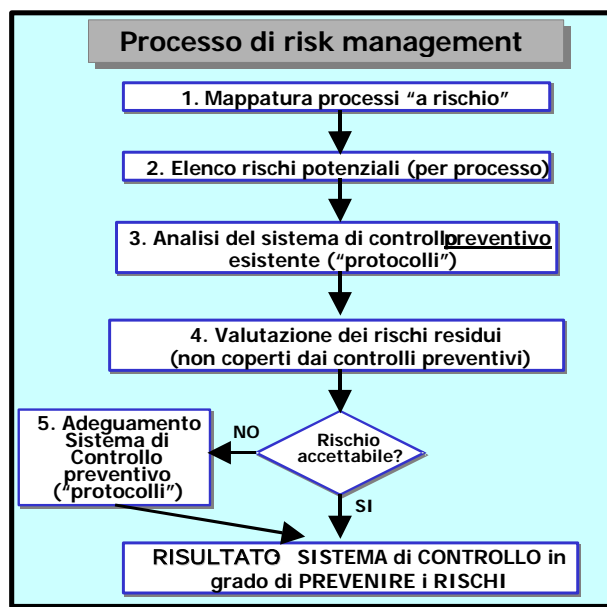 Processo di risk management
1. Mappatura processi “a rischio”
2. Elenco rischi potenziali (per processo)
3. Analisi del sistema di controllo preventivo
esistente (“protocolli”)
4. Valutazione dei rischi residui
(non coperti dai controlli preventivi)
5. Adeguamento
Sistema di
Controllo
preventivo
(“protocolli”)
NO
Rischio
accettabile?
SI
RISULTATO SISTEMA di CONTROLLO in
grado di PREVENIRE i RISCHI